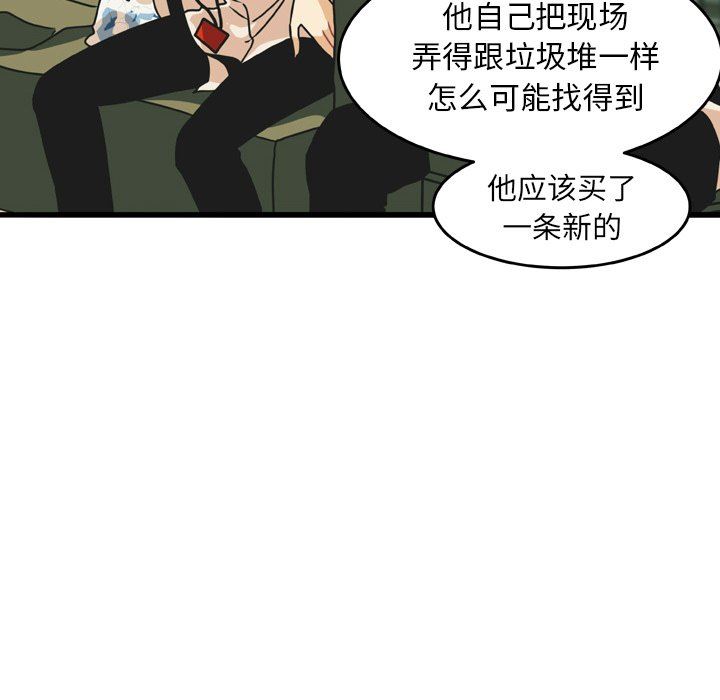 他自己把现场
弄得跟垃圾堆一样
怎么可能找得到
他应该买了
一条新的